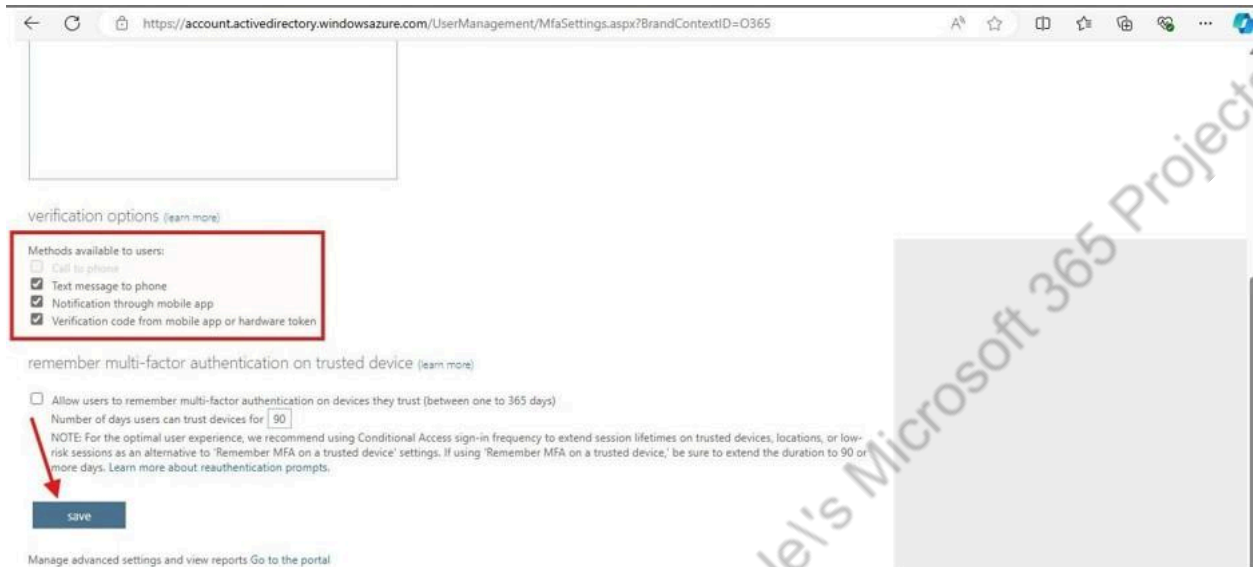 https://account.activedirectory.windowsazure.com/UserManagement/MfaSettings.aspx?BrandContextID=O365
verification options (learn more)
Methods available to users:
Call to phone
Text message to phone
Notification through mobile app
Verification code from mobile app or hardware token
remember multi-factor authentication on trusted device (learn more)
Allow users to remember multi-factor authentication on devices they trust (between one to 365 days)
Number of days users can trust devices for 90
NOTE: For the optimal user experience, we recommend using Conditional Access sign-in frequency to extend session lifetimes on trusted devices, locations, or low-
risk sessions as an alternative to 'Remember MFA on a trusted device' settings. If using 'Remember MFA on a trusted device,' be sure to extend the duration to 90 or
more days. Learn more about reauthentication prompts.
save
Manage advanced settings and view reports Go to the portal
Microsoft 365